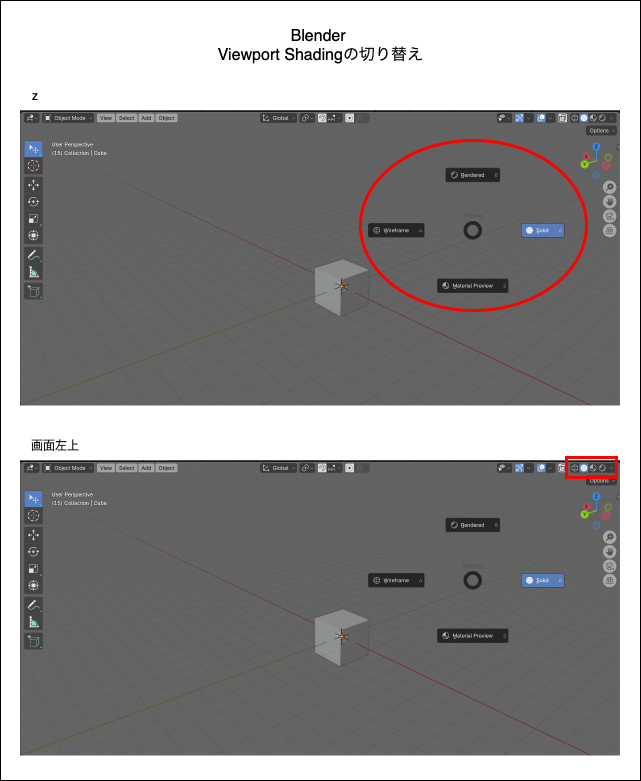 Blender
Viewport Shadingの切り替え
z
Object Mode View Select Add Object Global
Options
User Perspective
(15) Collection | Cube
Rendered 8
Wireframe 4
Solid 6
Material Preview 2
画面左上
Object Mode View Select Add Object Global
Options
User Perspective
(15) Collection | Cube
Rendered 8
Wireframe 4
Solid 6
Material Preview 2